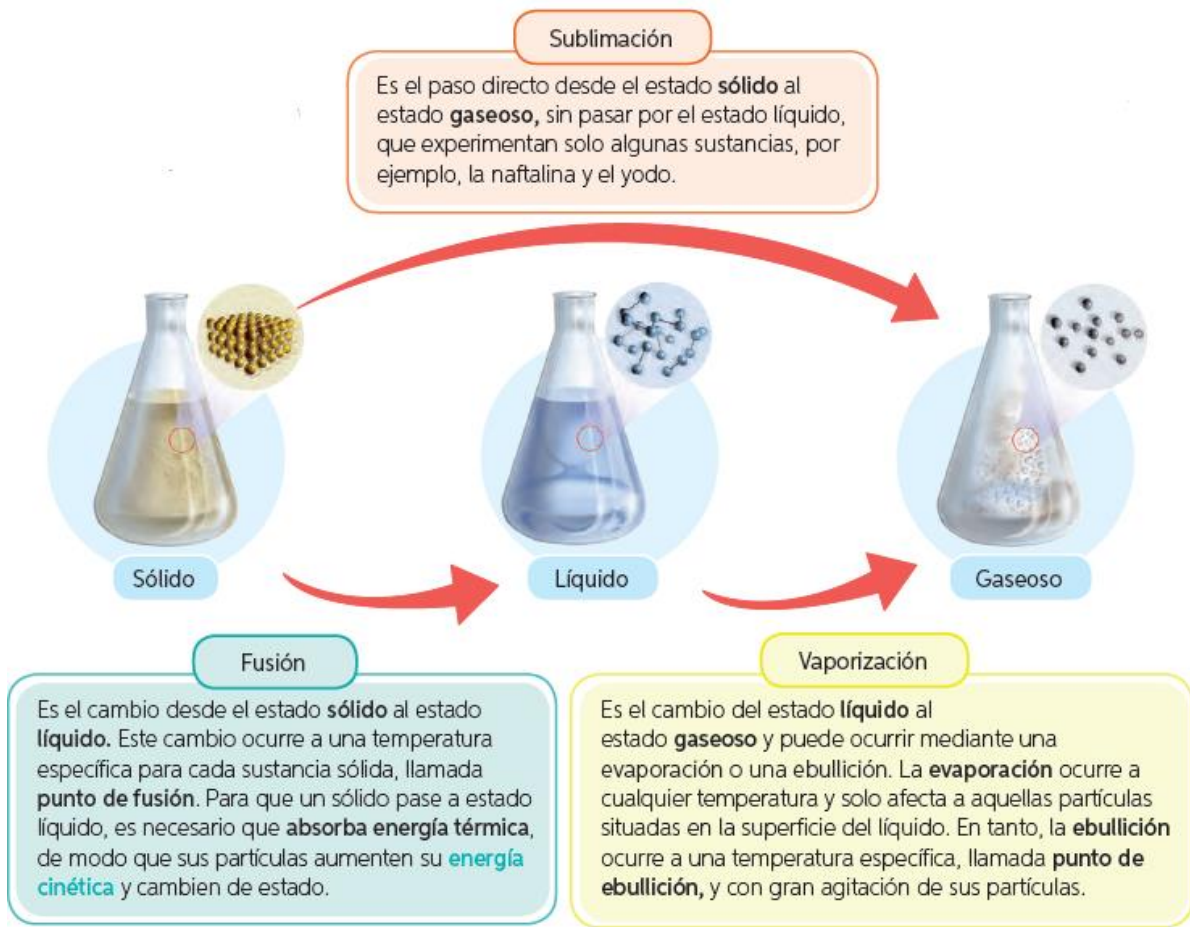 Sublimación
Es el paso directo desde el estado sólido al
estado gaseoso, sin pasar por el estado líquido,
que experimentan solo algunas sustancias, por
ejemplo, la naftalina y el yodo.
Sólido
Líquido
Gaseoso
Fusión
Es el cambio desde el estado sólido al estado
líquido. Este cambio ocurre a una temperatura
específica para cada sustancia sólida, llamada
punto de fusión. Para que un sólido pase a estado
líquido, es necesario que absorba energía térmica,
de modo que sus partículas aumenten su energía
cinética y cambien de estado.
Vaporización
Es el cambio del estado líquido al
estado gaseoso y puede ocurrir mediante una
evaporación o una ebullición. La evaporación ocurre a
cualquier temperatura y solo afecta a aquellas partículas
situadas en la superficie del líquido. En tanto, la ebullición
ocurre a una temperatura específica, llamada punto de
ebullición, y con gran agitación de sus partículas.